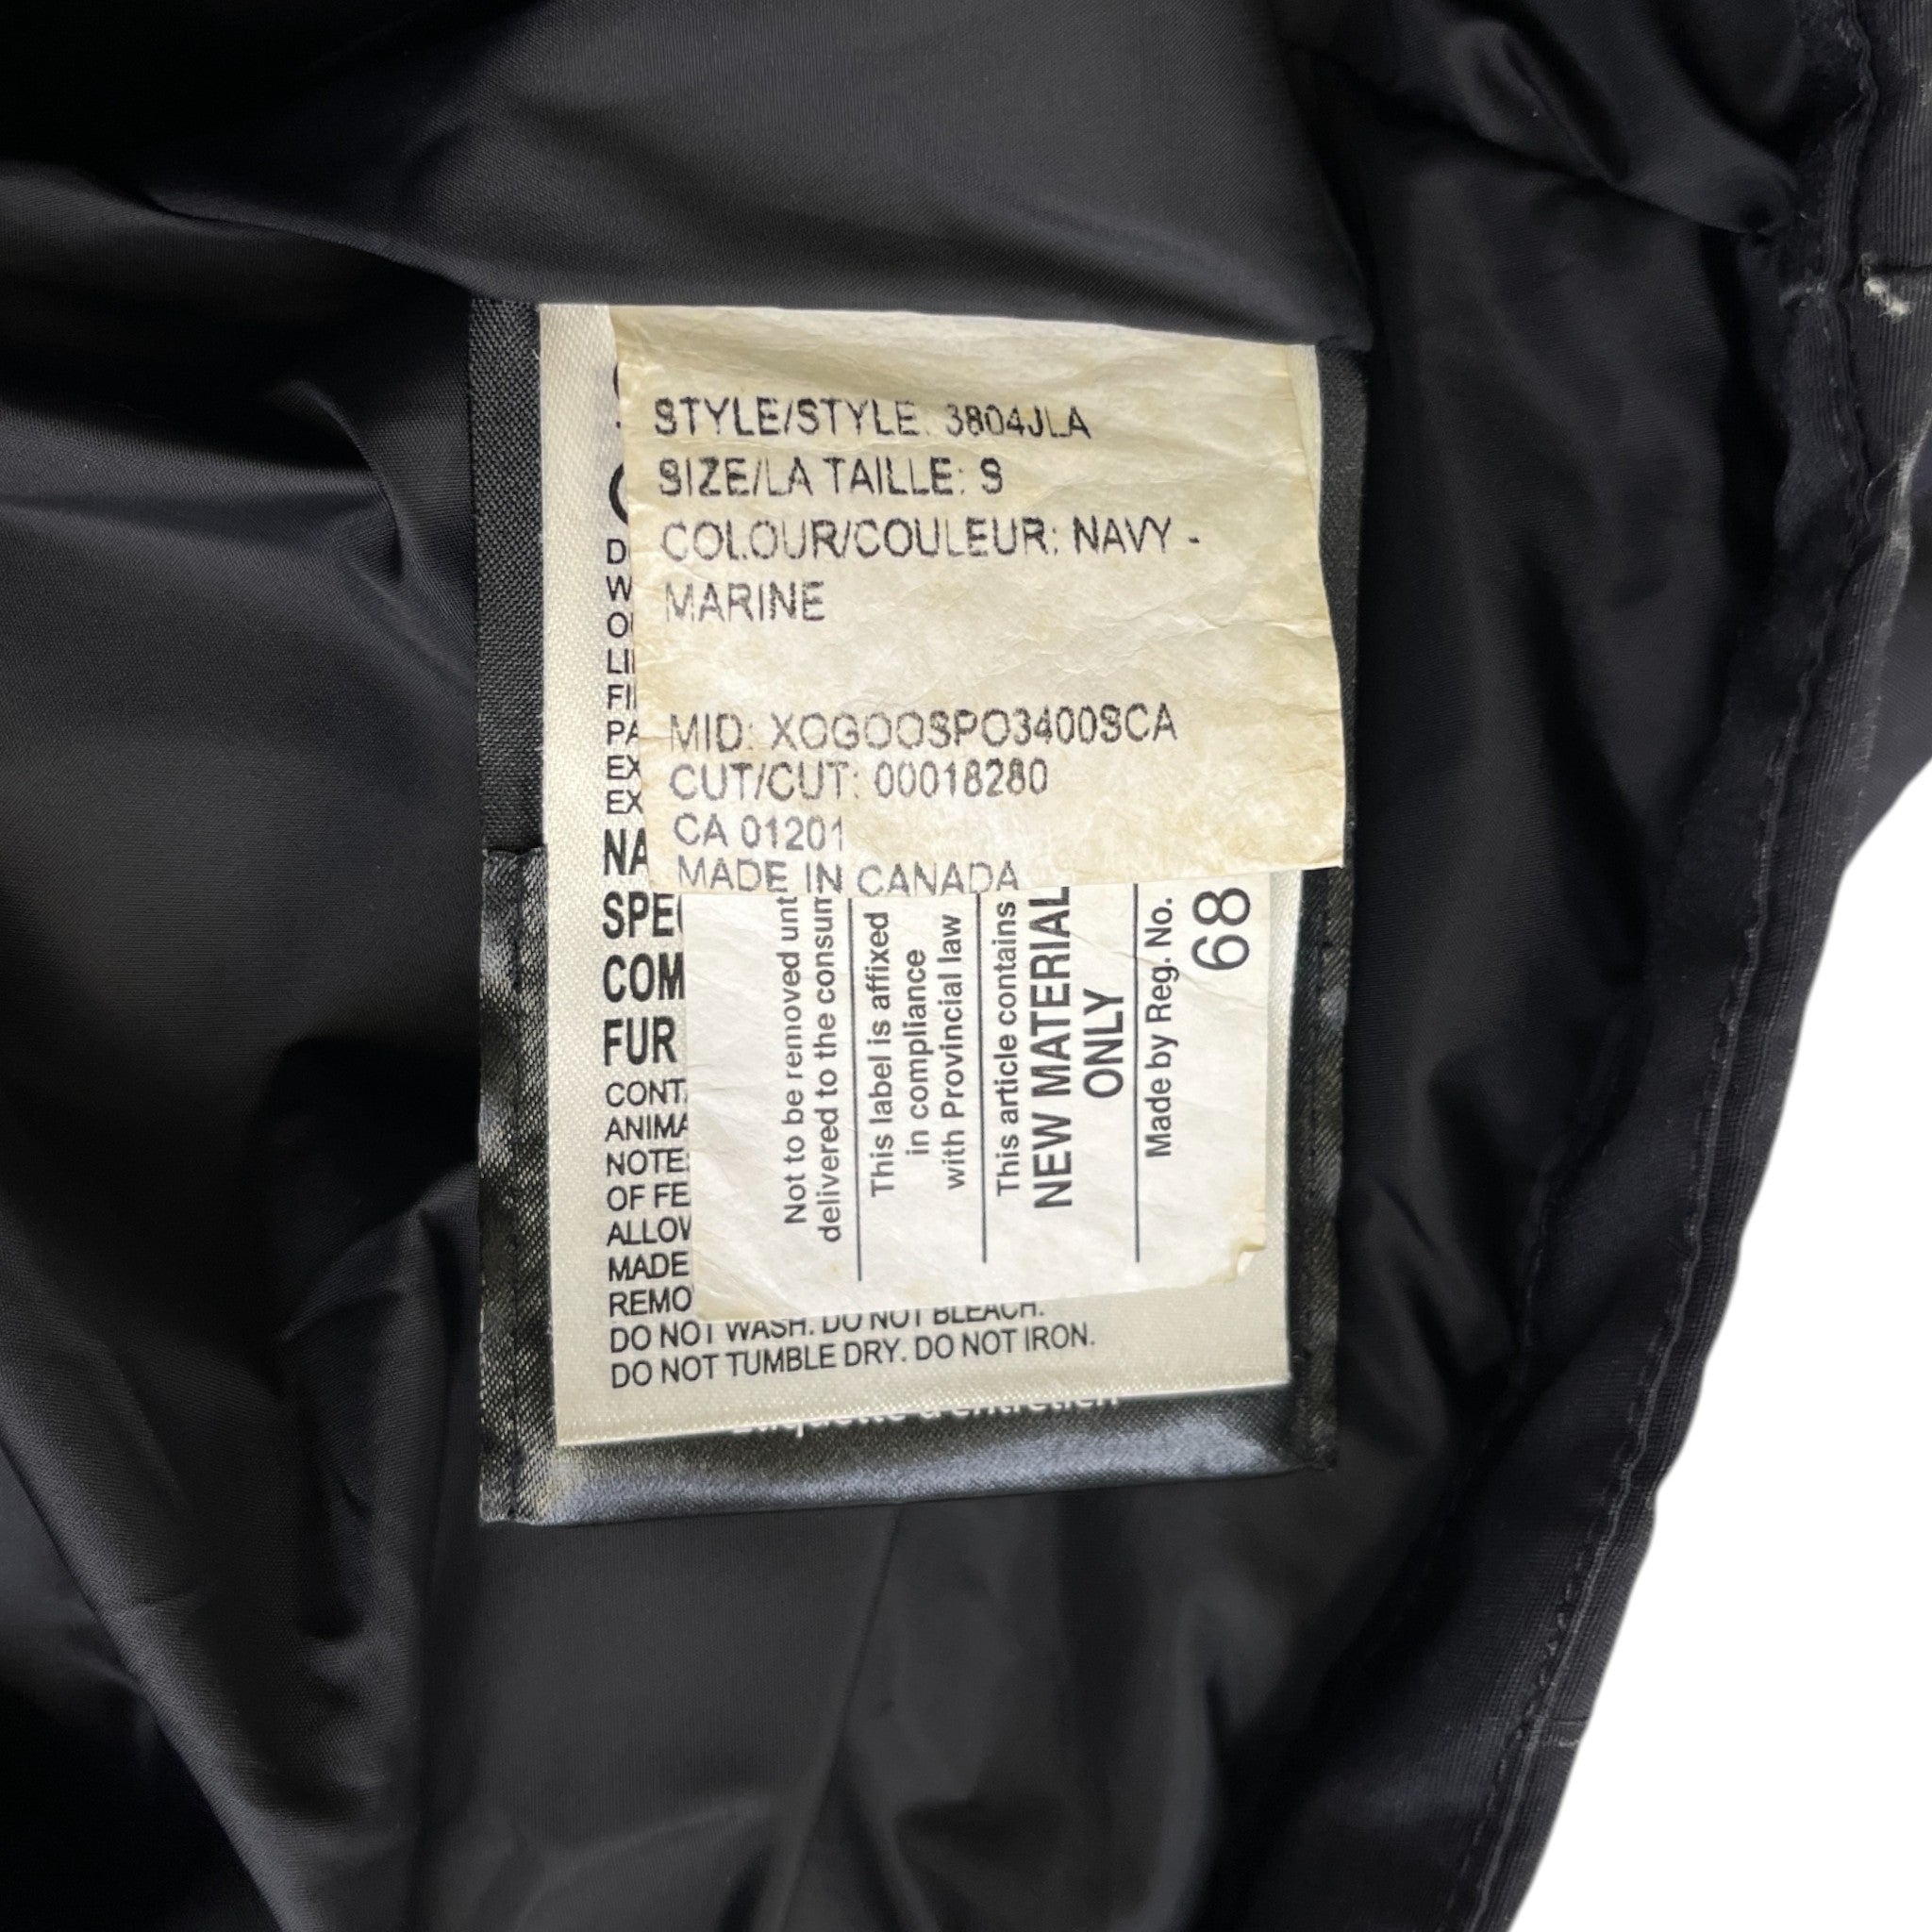 STYLE/STYLE: 3804JLA
SIZE/LA TAILLE: S
COLOUR/COULEUR: NAVY -
MARINE
MID: XOGOOSPO3400SCA
CUT/CUT: 00018280
CA 01201
MADE IN CANADA
NA
SPE
COM
FUR
CONT
ANIMA
NOTE:
OF FE
ALLOW
MADE
REMO
DO NOT WASH. DO NOT BLEACH.
DO NOT TUMBLE DRY. DO NOT IRON.
Not to be removed unt
delivered to the consum
This label is affixed
in compliance
with Provincial law
This article contains
NEW MATERIAL
ONLY
Made by Reg. No.
68